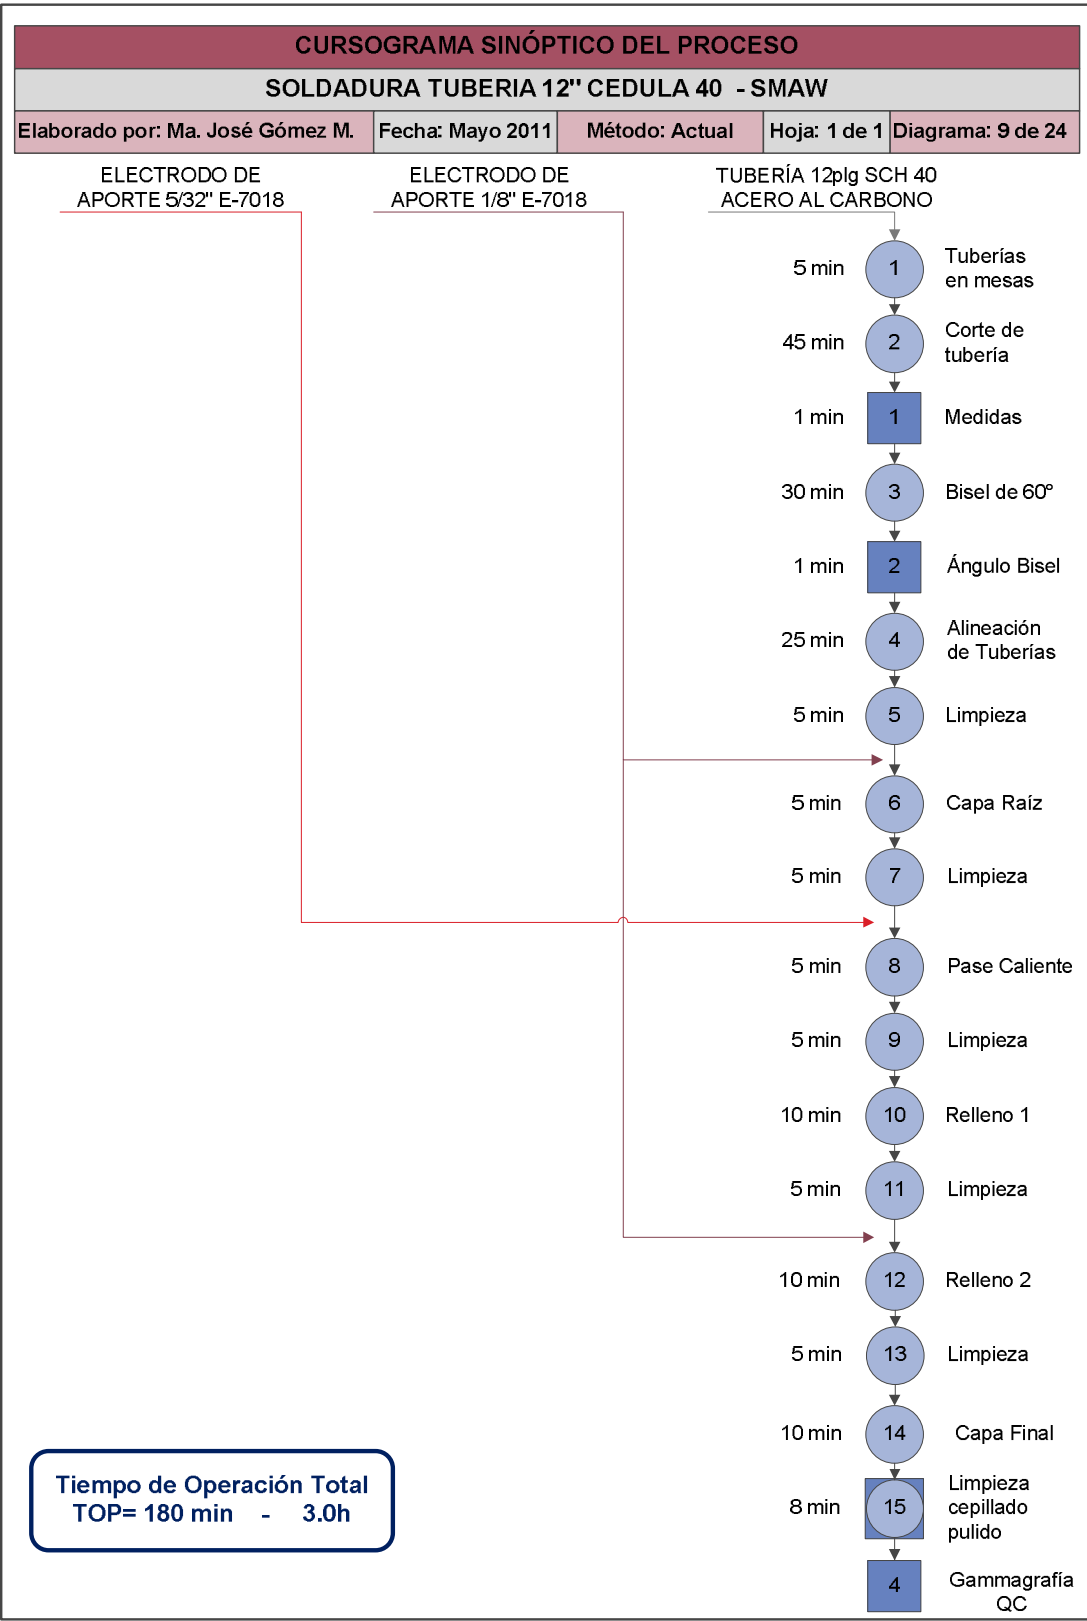 CURSOGRAMA SINÓPTICO DEL PROCESO
SOLDADURA TUBERIA 12" CEDULA 40 - SMAW
Elaborado por: Ma. José Gómez M.
Fecha: Mayo 2011
Método: Actual
Hoja: 1 de 1
Diagrama: 9 de 24
ELECTRODO DE
APORTE 5/32" E-7018
ELECTRODO DE
APORTE 1/8" E-7018
TUBERÍA 12plg SCH 40
ACERO AL CARBONO
5 min 1 Tuberías
en mesas
45 min 2 Corte de
tubería
1 min 1 Medidas
30 min 3 Bisel de 60º
1 min 2 Ángulo Bisel
25 min 4 Alineación
de Tuberías
5 min 5 Limpieza
5 min 6 Capa Raíz
5 min 7 Limpieza
5 min 8 Pase Caliente
5 min 9 Limpieza
10 min 10 Relleno 1
5 min 11 Limpieza
10 min 12 Relleno 2
5 min 13 Limpieza
10 min 14 Capa Final
8 min 15 Limpieza
cepillado
pulido
4 Gammagrafía
QC
Tiempo de Operación Total
TOP= 180 min - 3.0h